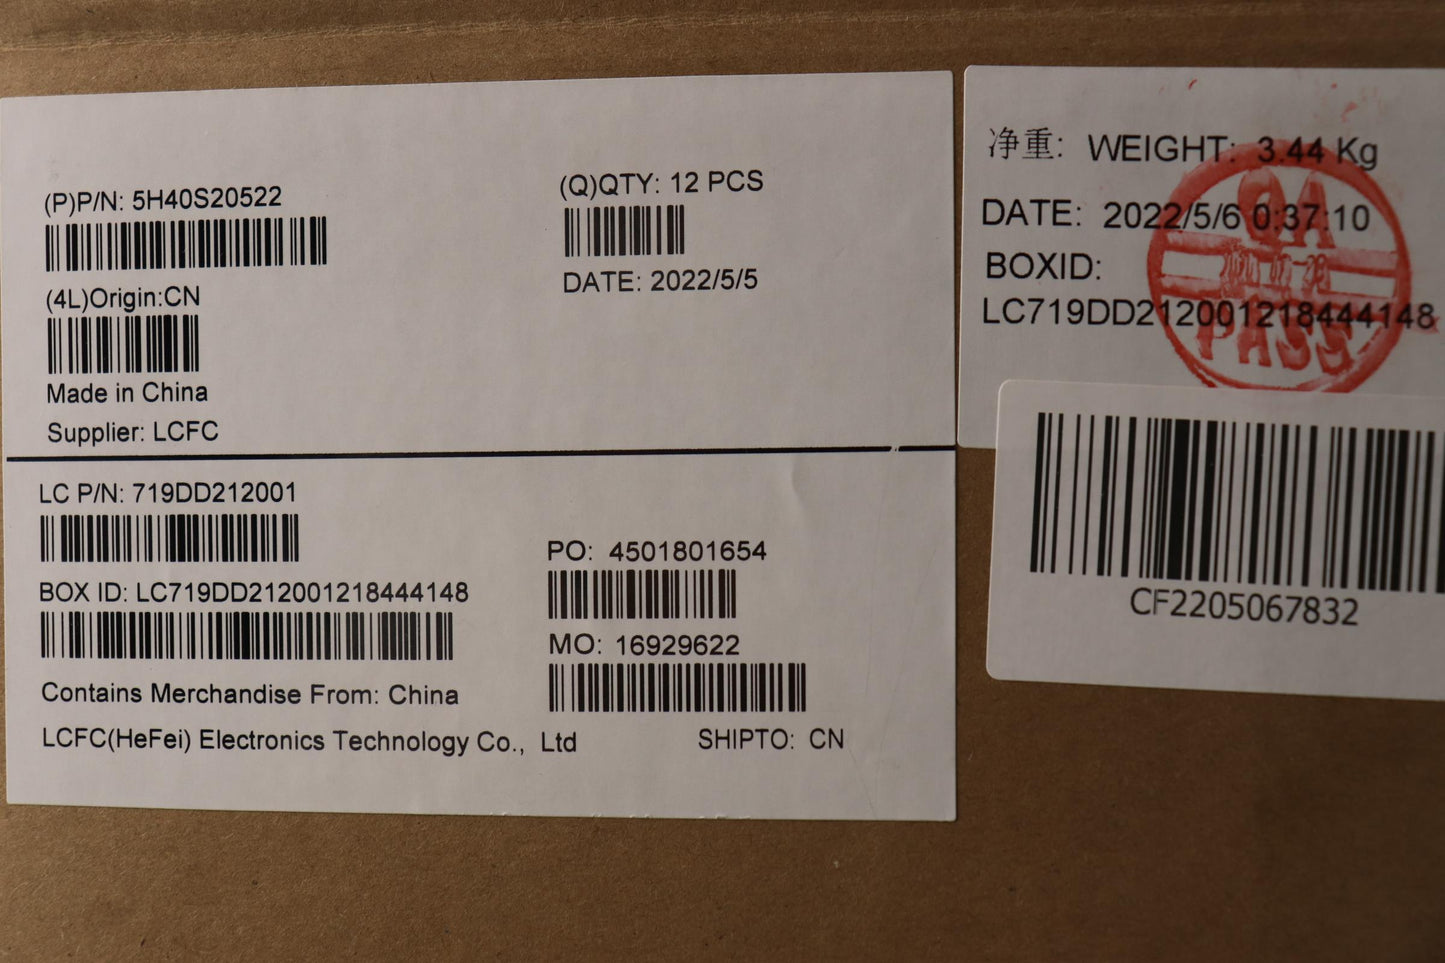 (P)P/N: 5H40S20522
(Q)QTY: 12 PCS
(4L)Origin:CN
DATE: 2022/5/5
Made in China
Supplier: LCFC
LC P/N: 719DD212001
BOX ID: LC719DD212001218444148
PO: 4501801654
MO: 16929622
Contains Merchandise From: China
LCFC(HeFei) Electronics Technology Co., Ltd
SHIPTO: CN
净重: WEIGHT: 3.44 Kg
DATE: 2022/5/6 0:37:10
BOXID:
LC719DD212001218444148
QA
PASS
CF2205067832